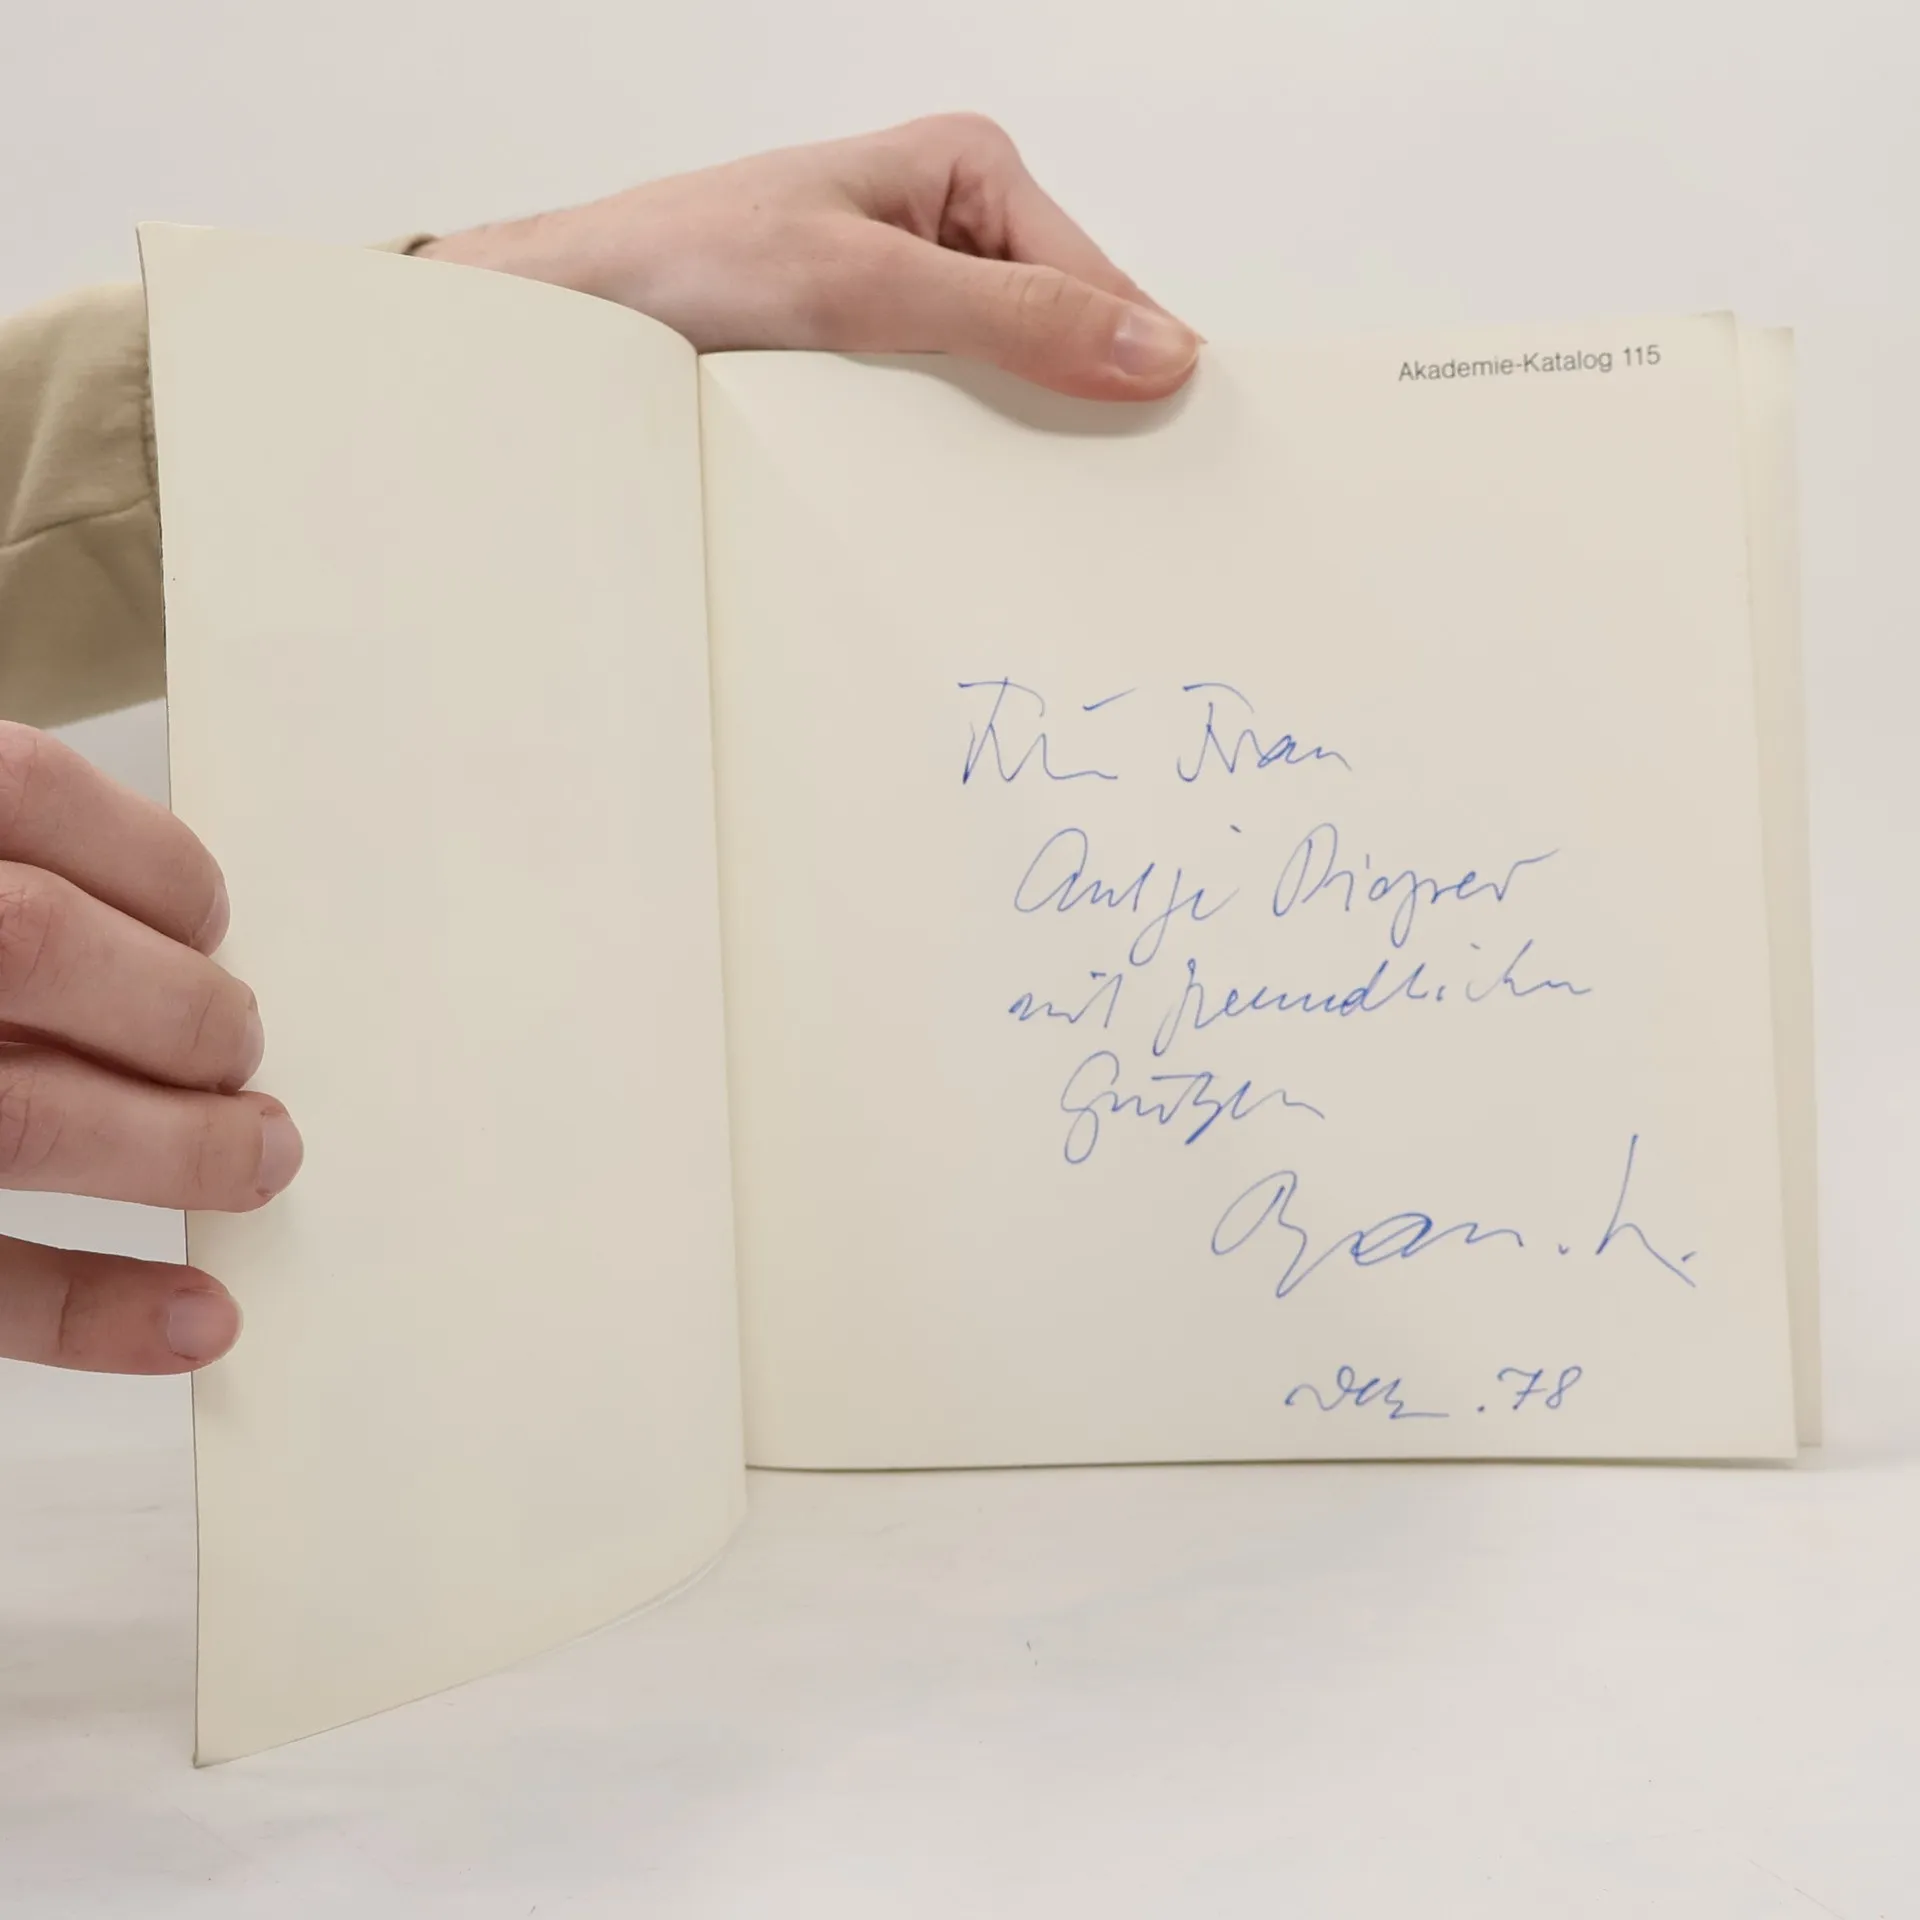 Akademie-Katalog 115
Für Frau
Antje
mit freundlichen
Grüßen
Dez. 78